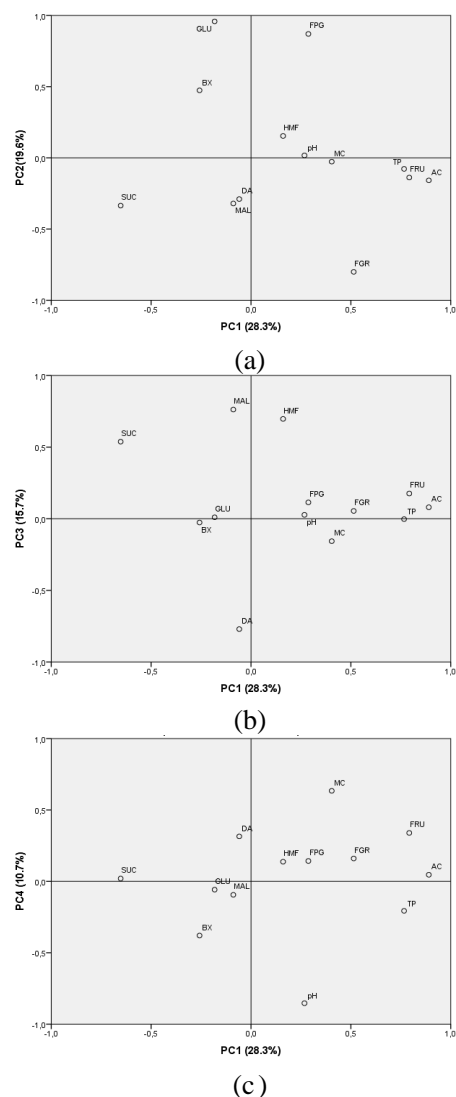 1,0
GLU
FPG
BX
0,5
HMF
pH
MC
TP
FRU
AC
0,0
PC2(19.6%)
SUC
DA
MAL
-0,5
FGR
-1,0
-1,0 -0,5 0,0 0,5 1,0
PC1 (28.3%)
(a)
1,0
MAL
HMF
SUC
0,5
FRU
FPG
FGR
AC
GLU
TP
0,0
BX
pH
MC
PC3 (15.7%)
-0,5
DA
-1,0
-1,0 -0,5 0,0 0,5 1,0
PC1 (28.3%)
(b)
1,0
MC
0,5
FRU
DA
HMF
FPG
FGR
AC
SUC
GLU
MAL
0,0
TP
PC4 (10.7%)
BX
-0,5
pH
-1,0
-1,0 -0,5 0,0 0,5 1,0
PC1 (28.3%)
(c)